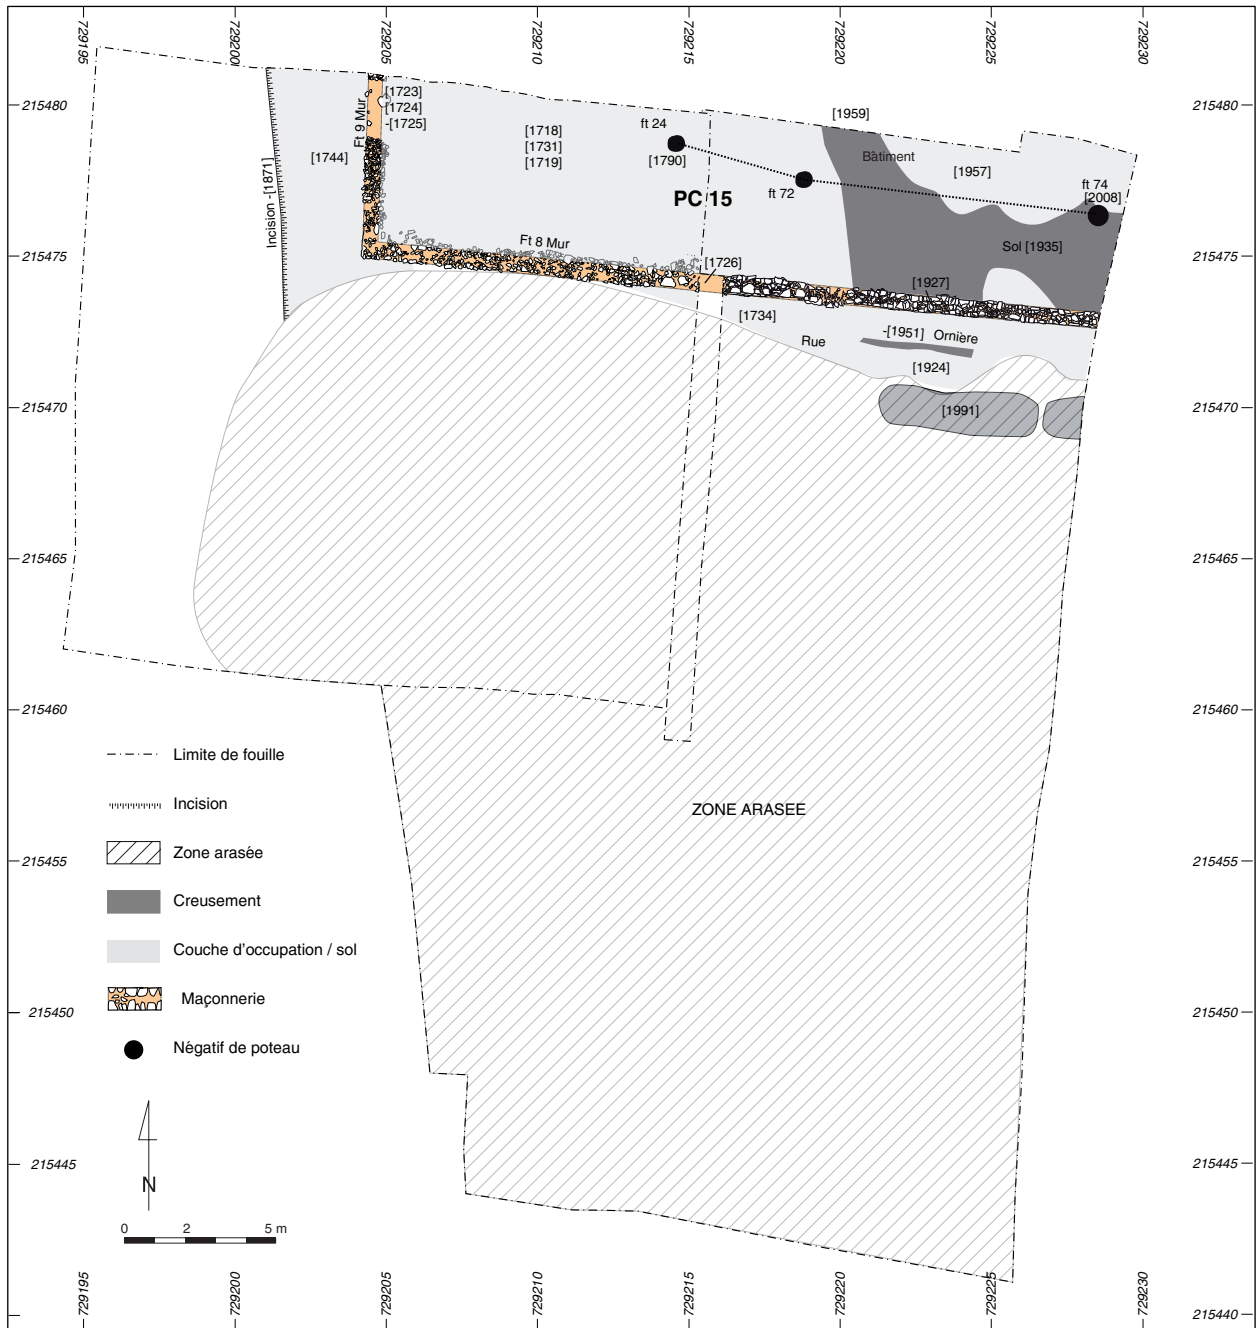 729195
729200
729205
729210
729215
729220
729225
729230
215480
215480
[1723]
[1724]
-[1725]
Ft 9 Mur
[1744]
Incision -[1871]
[1718]
[1731]
[1719]
ft 24
[1790]
[1959]
Bâtiment
[1957]
ft 72
ft 74
[2008]
PC 15
Sol [1935]
215475
215475
Ft 8 Mur
[1726]
[1927]
[1734]
Rue
-[1951] Ornière
[1924]
215470
215470
[1991]
215465
215465
215460
215460
Limite de fouille
Incision
ZONE ARASEE
Zone arasée
215455
215455
Creusement
Couche d'occupation / sol
Maçonnerie
215450
215450
Négatif de poteau
N
215445
215445
0 2 5 m
729195
729200
729205
729210
729215
729220
729225
729230
215440